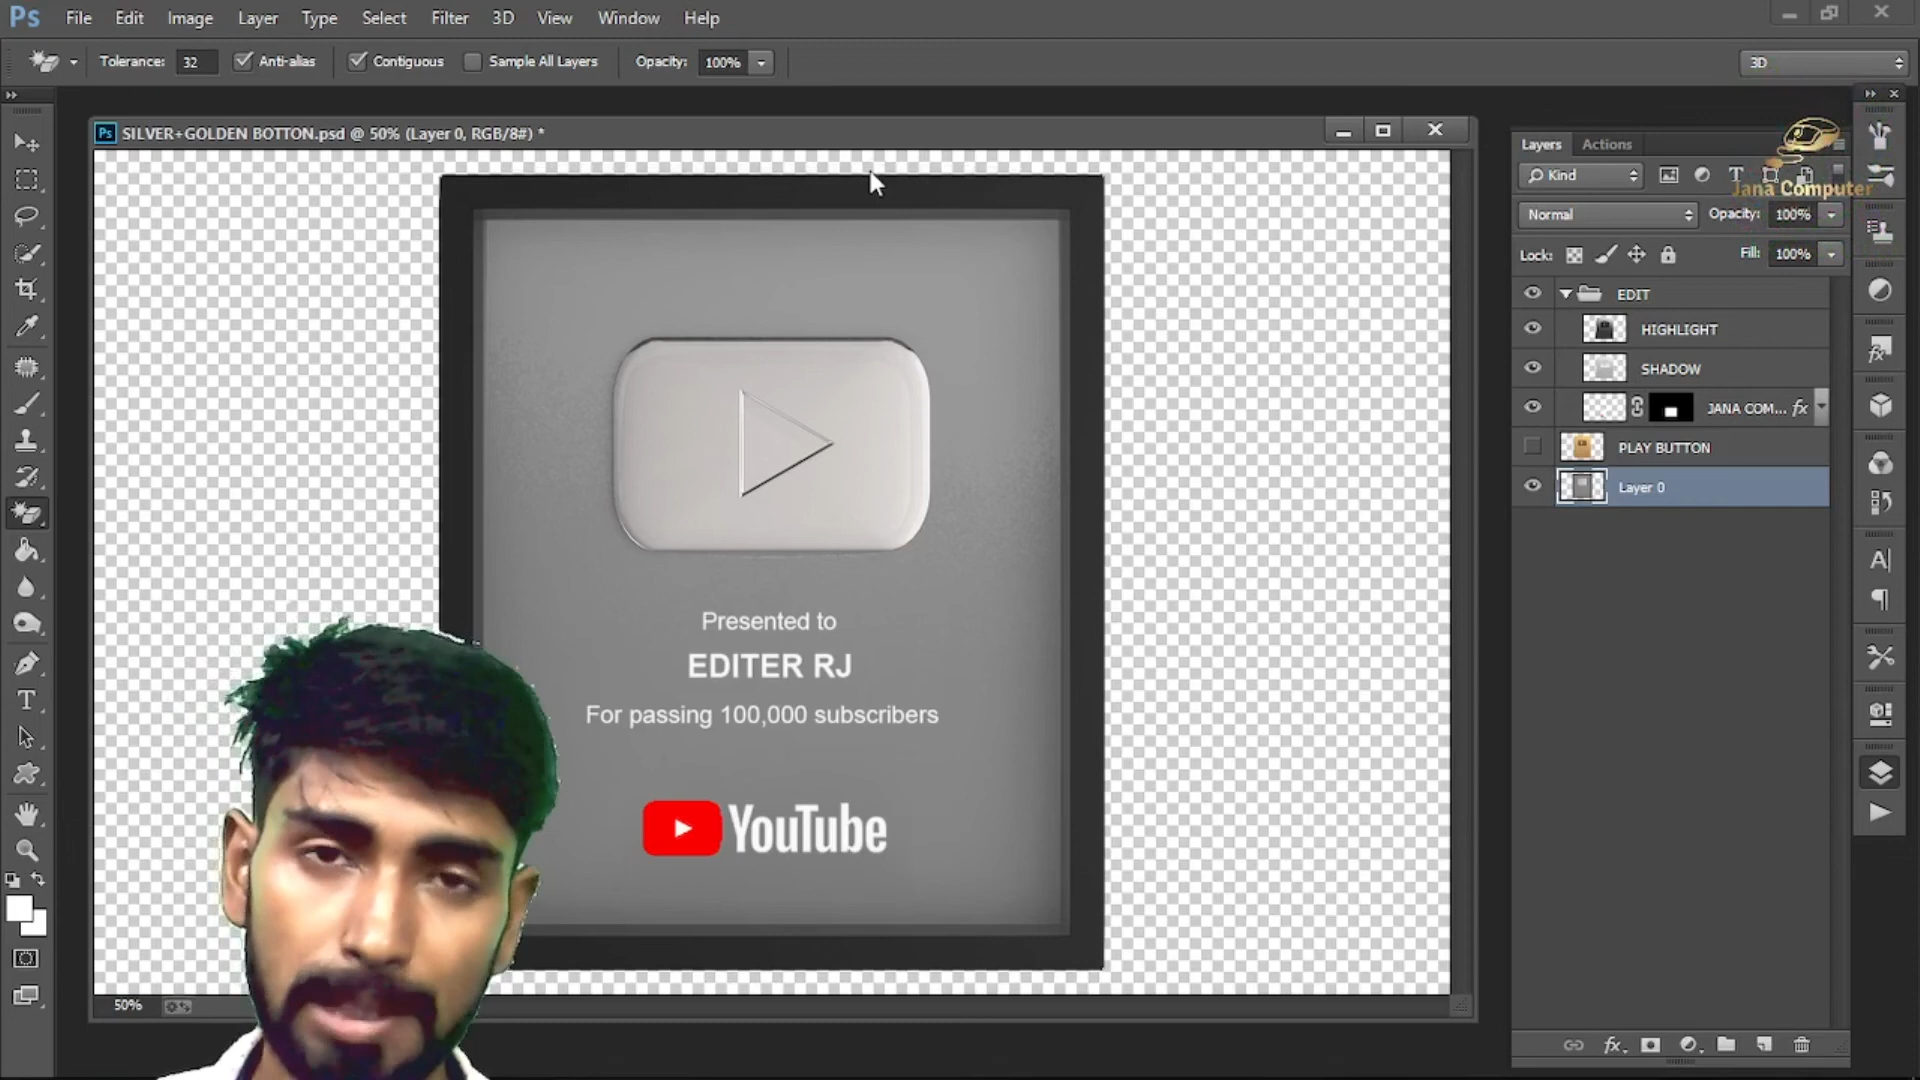 Ps File Edit Image Layer Type Select Filter 3D View Window Help
Tolerance: 32 Anti-alias Contiguous Sample All Layers Opacity: 100% 3D
Ps SILVER+GOLDEN BOTTON.psd @ 50% (Layer 0, RGB/8#) *
Layers Actions
Kind
Jana Computer
Normal Opacity: 100%
Lock: Fill: 100%
EDIT
HIGHLIGHT
SHADOW
JANA COM... fx
PLAY BUTTON
Layer 0
Presented to
EDITER RJ
For passing 100,000 subscribers
YouTube
50%